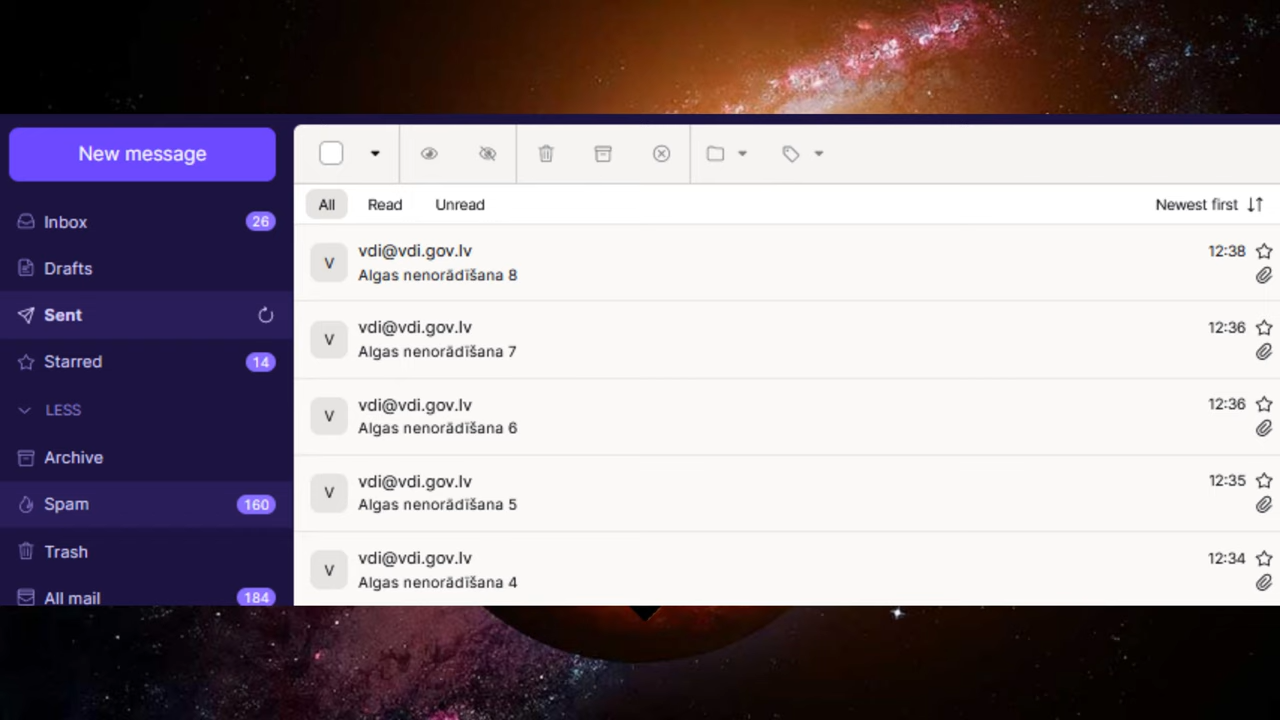 New message
Inbox 26
Drafts
Sent
Starred 14
LESS
Archive
Spam 160
Trash
All mail 184
All Read Unread Newest first
V vdi@vdi.gov.lv 12:38
Algas nenorādīšana 8
V vdi@vdi.gov.lv 12:36
Algas nenorādīšana 7
V vdi@vdi.gov.lv 12:36
Algas nenorādīšana 6
V vdi@vdi.gov.lv 12:35
Algas nenorādīšana 5
V vdi@vdi.gov.lv 12:34
Algas nenorādīšana 4